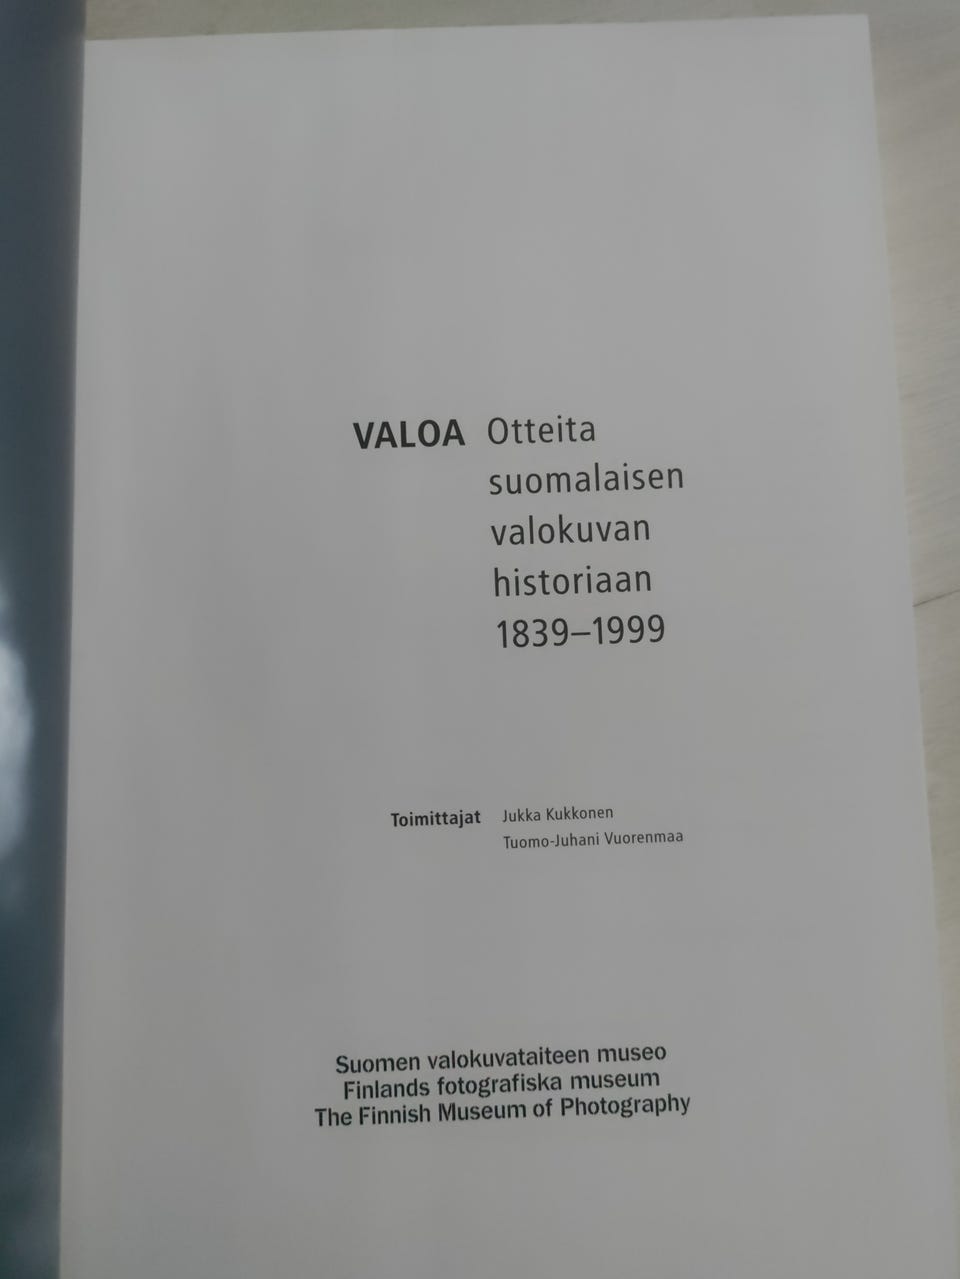 VALOA Otteita
suomalaisen
valokuvan
historiaan
1839–1999
Toimittajat Jukka Kukkonen
Tuomo-Juhani Vuorenmaa
Suomen valokuvataiteen museo
Finlands fotografiska museum
The Finnish Museum of Photography